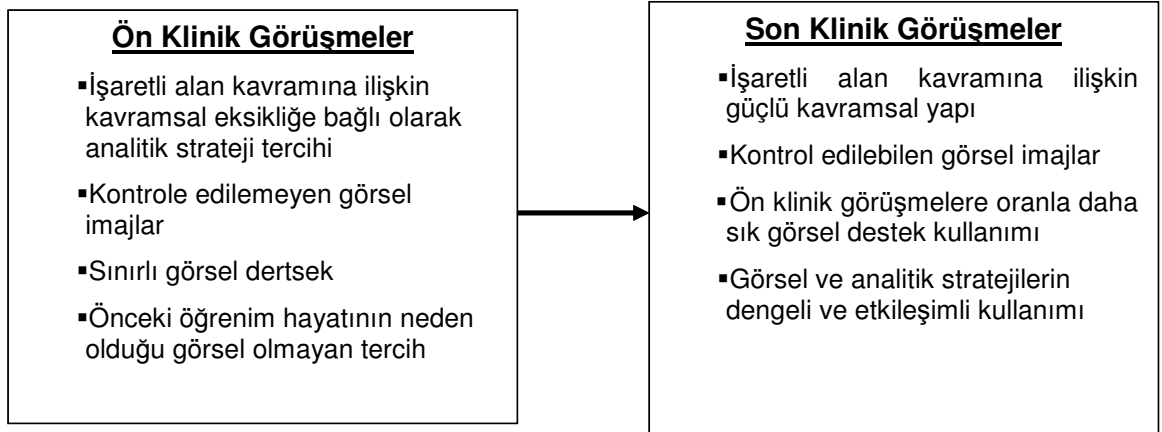 Ön Klinik Görüşmeler
▪İşaretli alan kavramına ilişkin
kavramsal eksikliğe bağlı olarak
analitik strateji tercihi
▪Kontrole edilemeyen görsel
imajlar
▪Sınırlı görsel dertsek
▪Önceki öğrenim hayatının neden
olduğu görsel olmayan tercih
Son Klinik Görüşmeler
▪İşaretli alan kavramına ilişkin
güçlü kavramsal yapı
▪Kontrol edilebilen görsel imajlar
▪Ön klinik görüşmelere oranla daha
sık görsel destek kullanımı
▪Görsel ve analitik stratejilerin
dengeli ve etkileşimli kullanımı